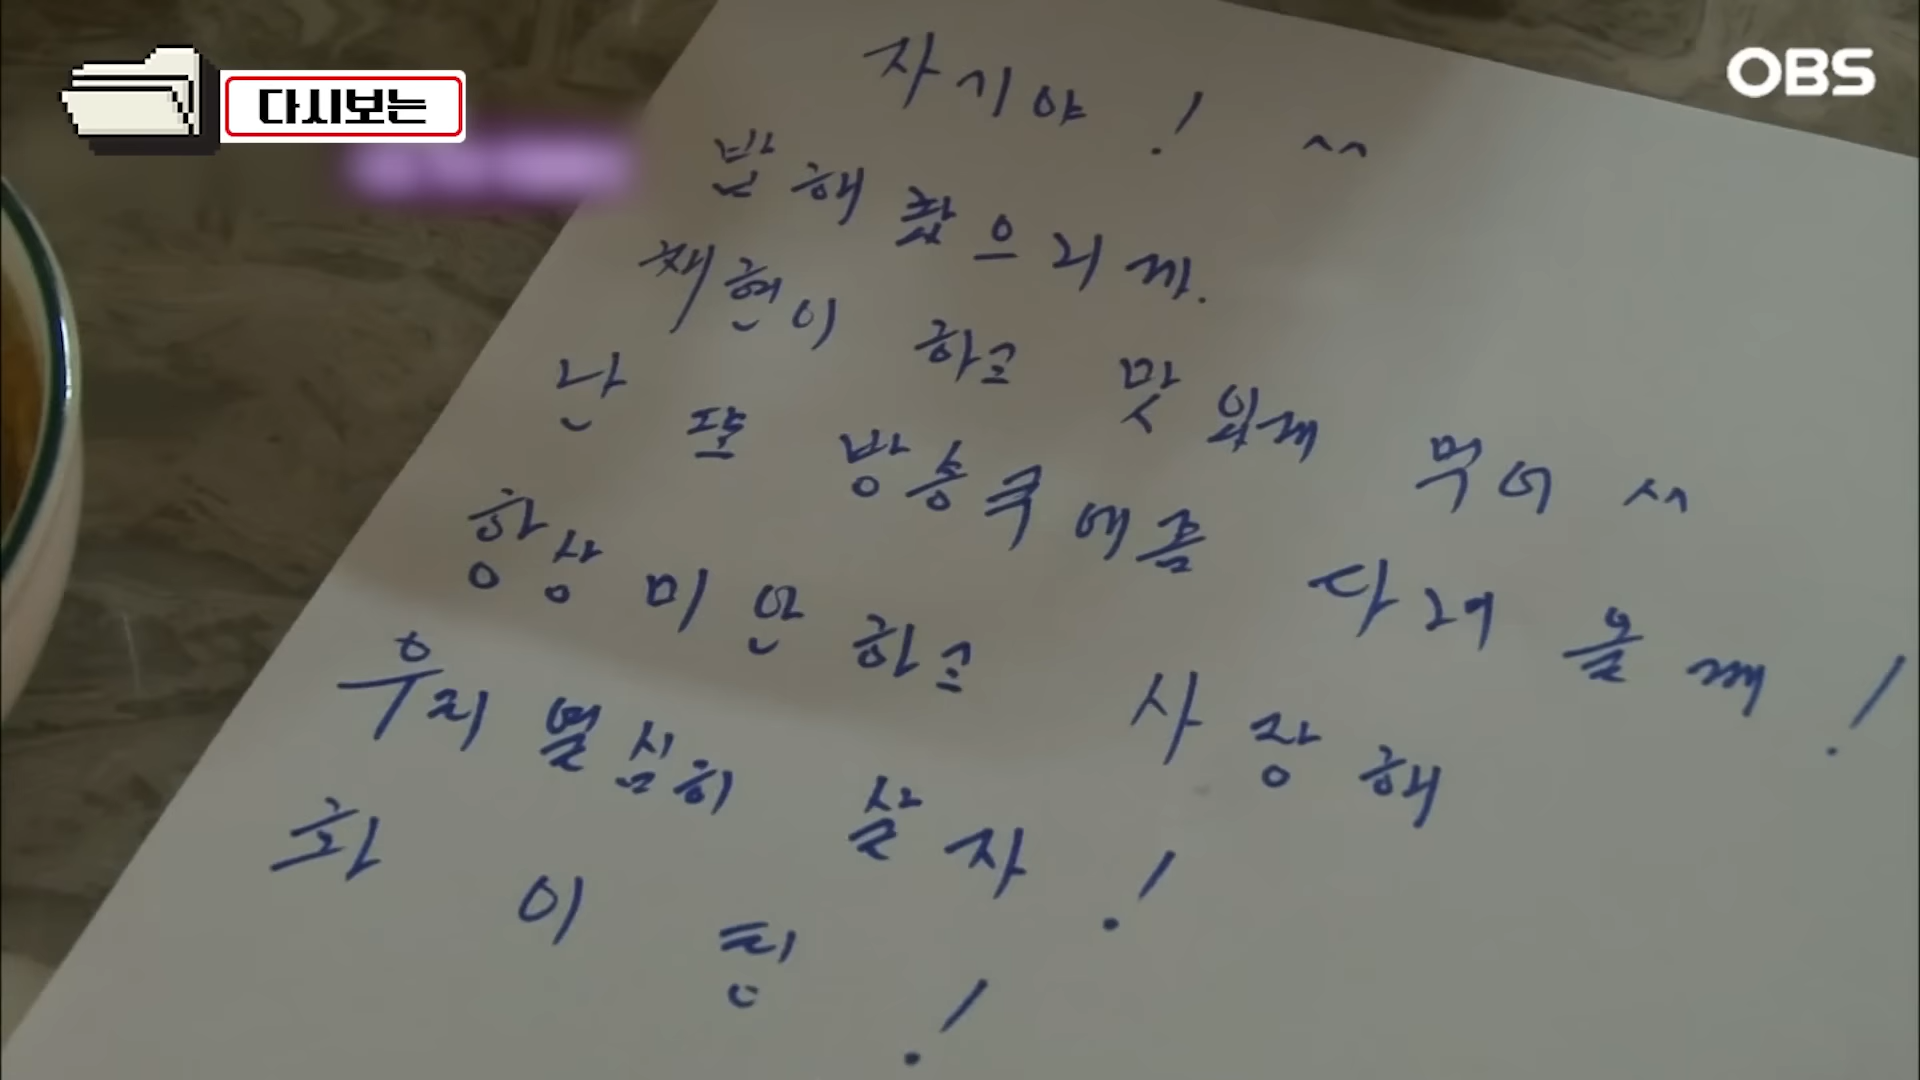 다시보는
OBS
자기야! ^^
밥해 놨으리까.
채현이 하고 맛있게 먹어 ^^
난 또 방송국에좀 다려올께!
항상 미안하고 사랑해
우리 열심히 살자!
화이팅!